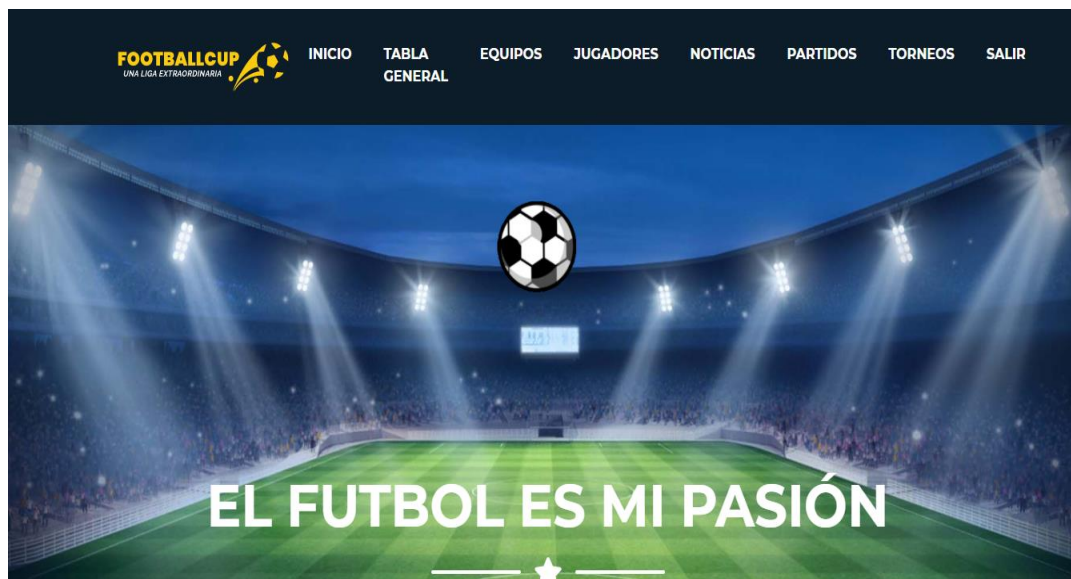 FOOTBALLCUP
UNA LIGA EXTRAORDINARIA
INICIO
TABLA
GENERAL
EQUIPOS
JUGADORES
NOTICIAS
PARTIDOS
TORNEOS
SALIR
EL FUTBOL ES MI PASIÓN